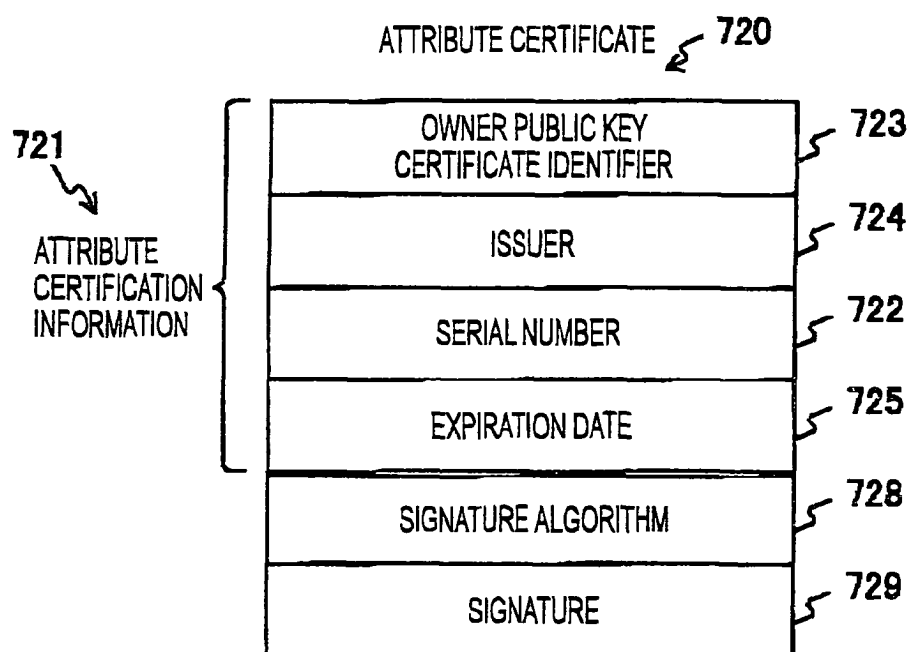 ATTRIBUTE CERTIFICATE 720
721
ATTRIBUTE
CERTIFICATION
INFORMATION
OWNER PUBLIC KEY
CERTIFICATE IDENTIFIER
723
ISSUER
724
SERIAL NUMBER
722
EXPIRATION DATE
725
SIGNATURE ALGORITHM
728
SIGNATURE
729